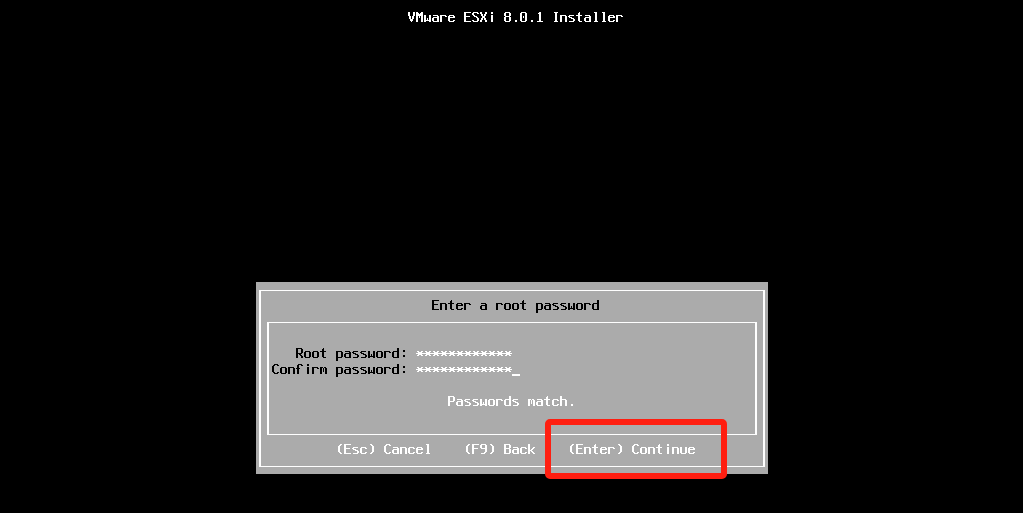 VMware ESXi 8.0.1 Installer
Enter a root password
Root password: ************
Confirm password: ************_
Passwords match.
(Esc) Cancel (F9) Back (Enter) Continue